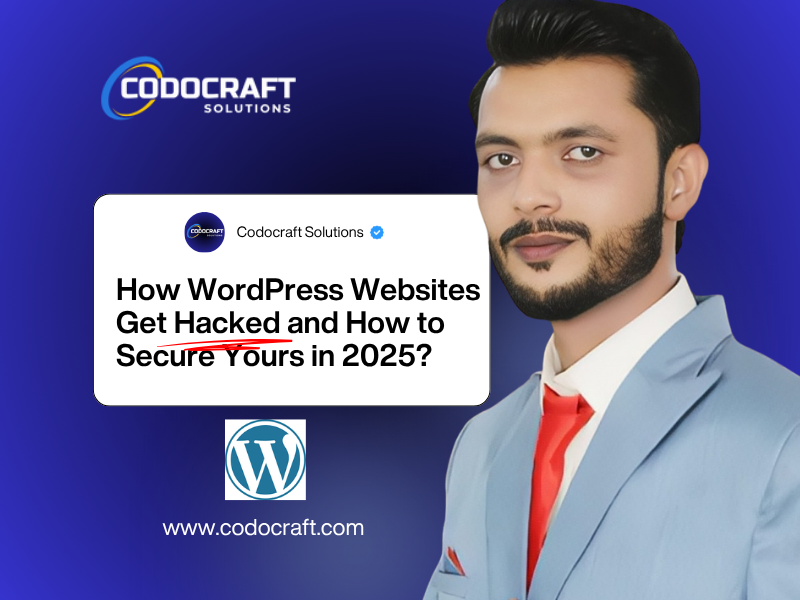 CODOCRAFT
SOLUTIONS
CODOCRAFT
Codocraft Solutions
How WordPress Websites
Get Hacked and How to
Secure Yours in 2025?
W
www.codocraft.com